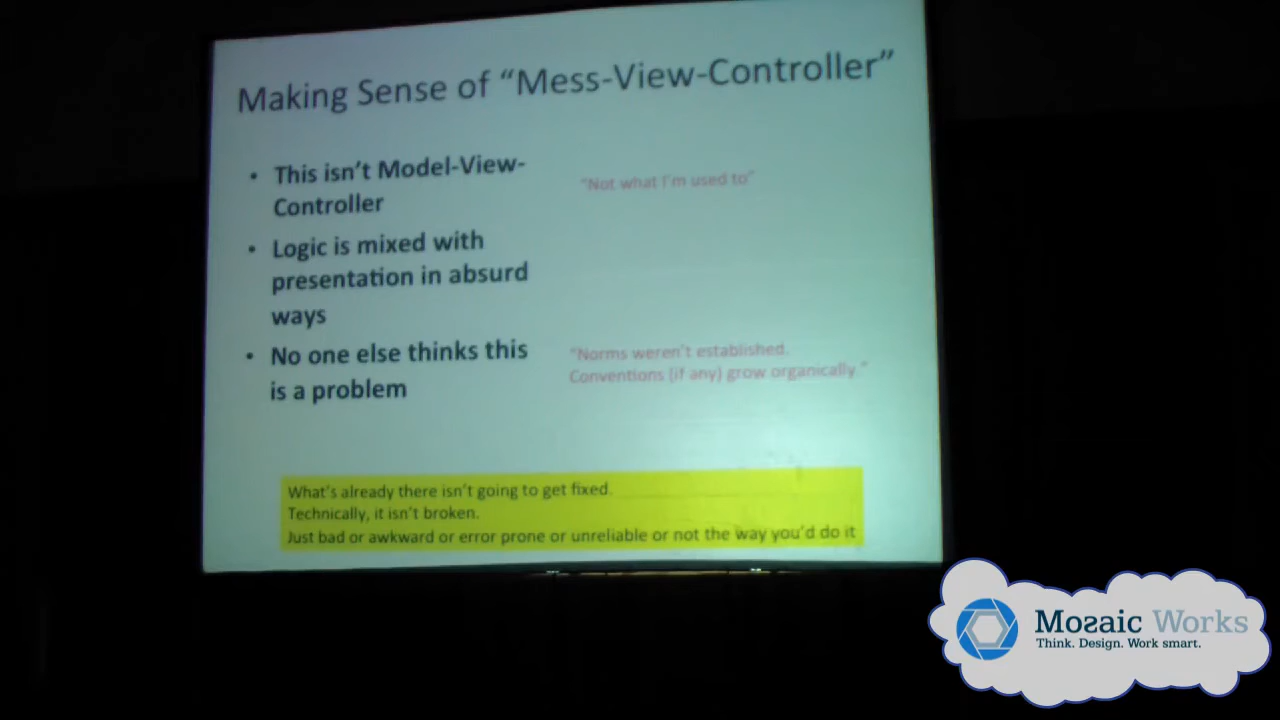 Making Sense of “Mess-View-Controller”
• This isn’t Model-View-
Controller
“Not what I’m used to”
• Logic is mixed with
presentation in absurd
ways
• No one else thinks this
is a problem
“Norms weren’t established.
Conventions (if any) grow organically.”
What’s already there isn’t going to get fixed.
Technically, it isn’t broken.
Just bad or awkward or error prone or unreliable or not the way you’d do it
Mozaic Works
Think. Design. Work smart.